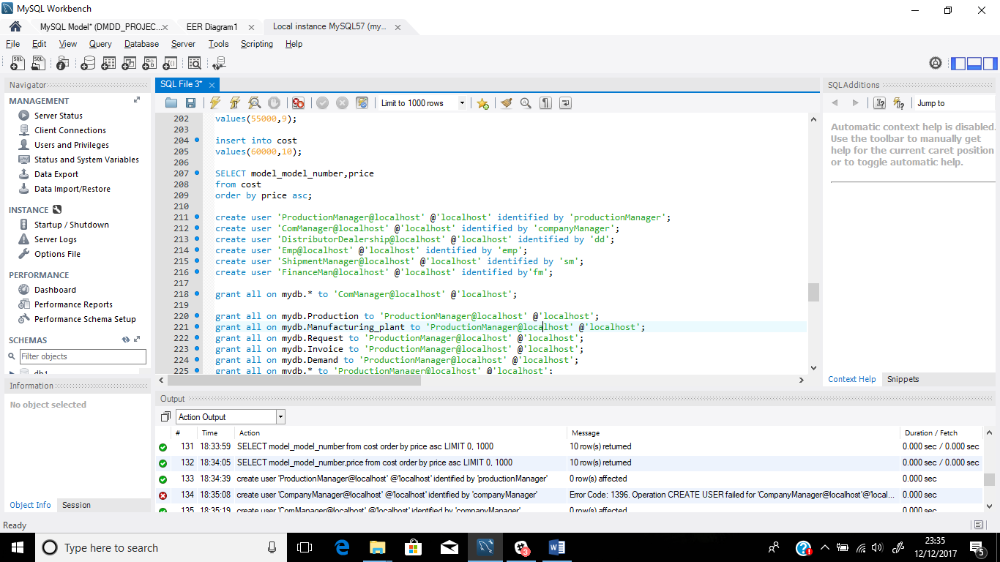 MySQL Workbench
MySQL Model* (DMDD_PROJEC...
EER Diagram1
Local instance MySQL57 (my...
File Edit View Query Database Server Tools Scripting Help
Navigator
MANAGEMENT
Server Status
Client Connections
Users and Privileges
Status and System Variables
Data Export
Data Import/Restore
INSTANCE
Startup / Shutdown
Server Logs
Options File
PERFORMANCE
Dashboard
Performance Reports
Performance Schema Setup
SCHEMAS
Filter objects
db1
Information
No object selected
Object Info Session
SQL File 3*
Limit to 1000 rows
202 values(55000,9);
203
204 insert into cost
205 values(60000,10);
206
207 SELECT model_model_number,price
208 from cost
209 order by price asc;
210
211 create user 'ProductionManager@localhost' @'localhost' identified by 'productionManager';
212 create user 'ComManager@localhost' @'localhost' identified by 'companyManager';
213 create user 'DistributorDealership@localhost' @'localhost' identified by 'dd';
214 create user 'Emp@localhost' @'localhost' identified by 'emp';
215 create user 'ShipmentManager@localhost' @'localhost' identified by 'sm';
216 create user 'FinanceMan@localhost' @'localhost' identified by'fm';
217
218 grant all on mydb.* to 'ComManager@localhost' @'localhost';
219
220 grant all on mydb.Production to 'ProductionManager@localhost' @'localhost';
221 grant all on mydb.Manufacturing_plant to 'ProductionManager@localhost' @'localhost';
222 grant all on mydb.Request to 'ProductionManager@localhost' @'localhost';
223 grant all on mydb.Invoice to 'ProductionManager@localhost' @'localhost';
224 grant all on mydb.Demand to 'ProductionManager@localhost' @'localhost';
225 grant all on mydb.* to 'ProductionManager@localhost' @'localhost';
SQLAdditions
Jump to
Automatic context help is disabled.
Use the toolbar to manually get
help for the current caret position
or to toggle automatic help.
Context Help Snippets
Output
Action Output
# Time Action Message Duration / Fetch
131 18:33:59 SELECT model_model_number from cost order by price asc LIMIT 0, 1000 10 row(s) returned 0.000 sec / 0.000 sec
132 18:34:05 SELECT model_model_number,price from cost order by price asc LIMIT 0, 1000 10 row(s) returned 0.000 sec / 0.000 sec
133 18:34:39 create user 'ProductionManager@localhost' @'localhost' identified by 'productionManager' 0 row(s) affected 0.000 sec
134 18:35:08 create user 'CompanyManager@localhost' @'localhost' identified by 'companyManager' Error Code: 1396. Operation CREATE USER failed for 'CompanyManager@localhost'@'local... 0.000 sec
135 18:35:19 create user 'ComManager@localhost' @'localhost' identified by 'companyManager' 0 row(s) affected 0.000 sec
Ready
Type here to search
3
23:35
12/12/2017
5